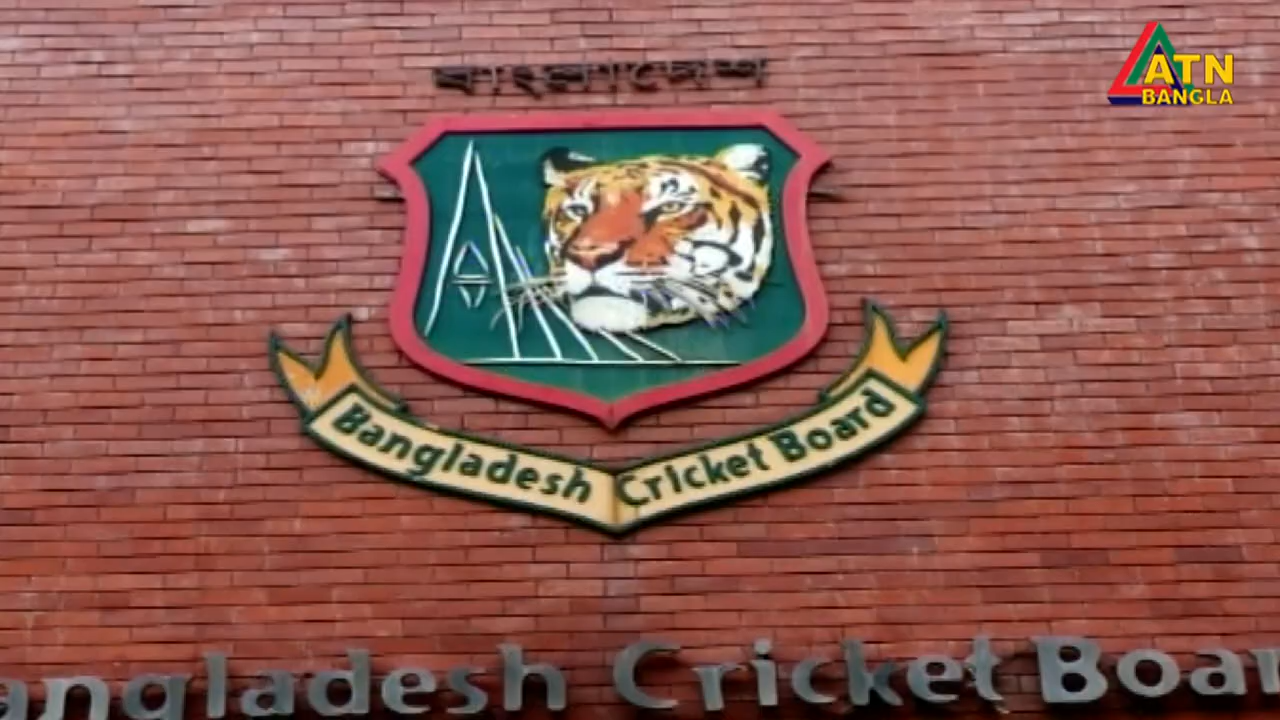 ATN
BANGLA
বাংলাদেশ
Bangladesh Cricket Board
angladesh Cricket Boar